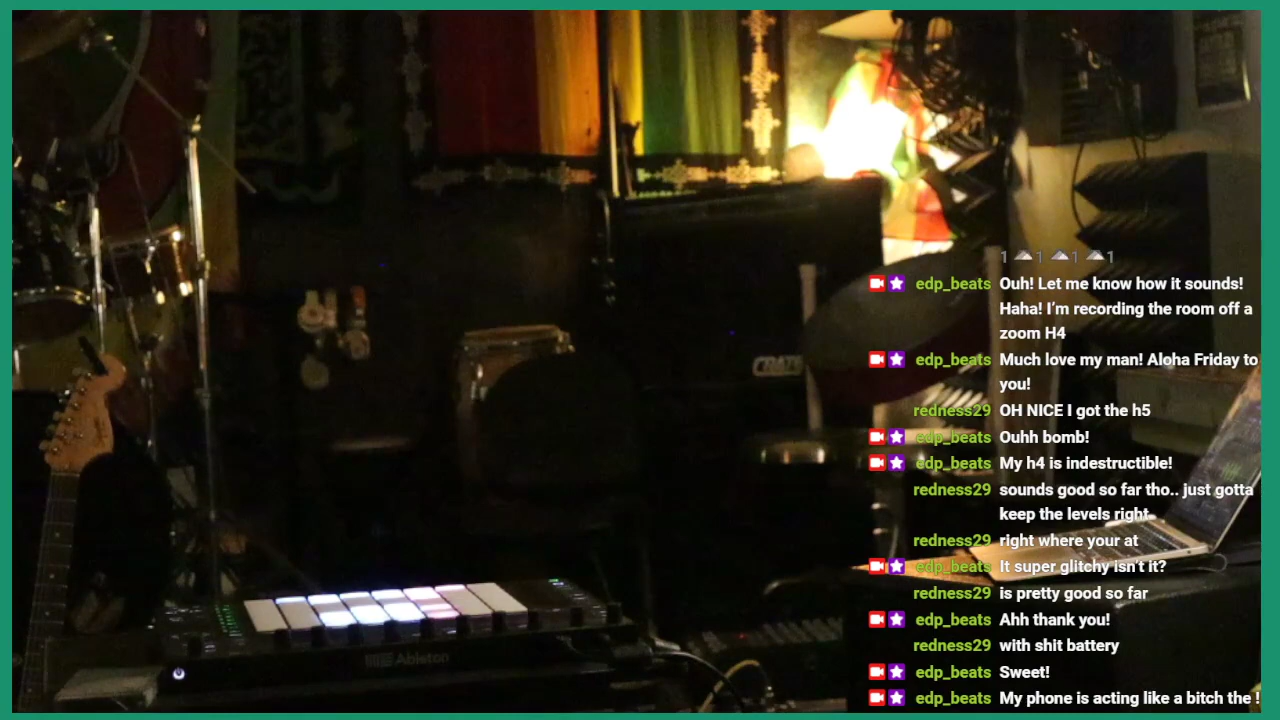 1 1 1 1
edp_beats Ouh! Let me know how it sounds!
Haha! I'm recording the room off a
zoom H4
edp_beats Much love my man! Aloha Friday to
you!
redness29 OH NICE I got the h5
edp_beats Ouhh bomb!
edp_beats My h4 is indestructible!
redness29 sounds good so far tho.. just gotta
keep the levels right
redness29 right where your at
edp_beats It super glitchy isn't it?
redness29 is pretty good so far
edp_beats Ahh thank you!
redness29 with shit battery
edp_beats Sweet!
edp_beats My phone is acting like a bitch the !
CRATE
Ableton